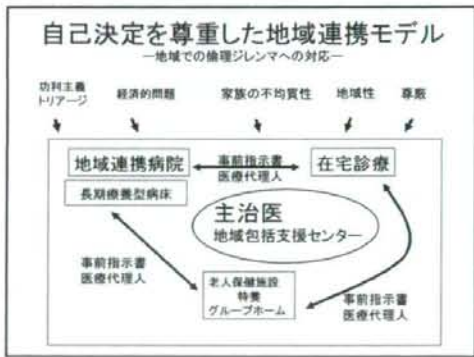 自己決定を尊重した地域連携モデル
―地域での倫理ジレンマへの対応―
功利主義
トリアージ
経済的問題
家族の不均質性
地域性
尊厳
地域連携病院
長期療養型病床
事前指示書
医療代理人
在宅診療
主治医
地域包括支援センター
事前指示書
医療代理人
老人保健施設
特養
グループホーム
事前指示書
医療代理人